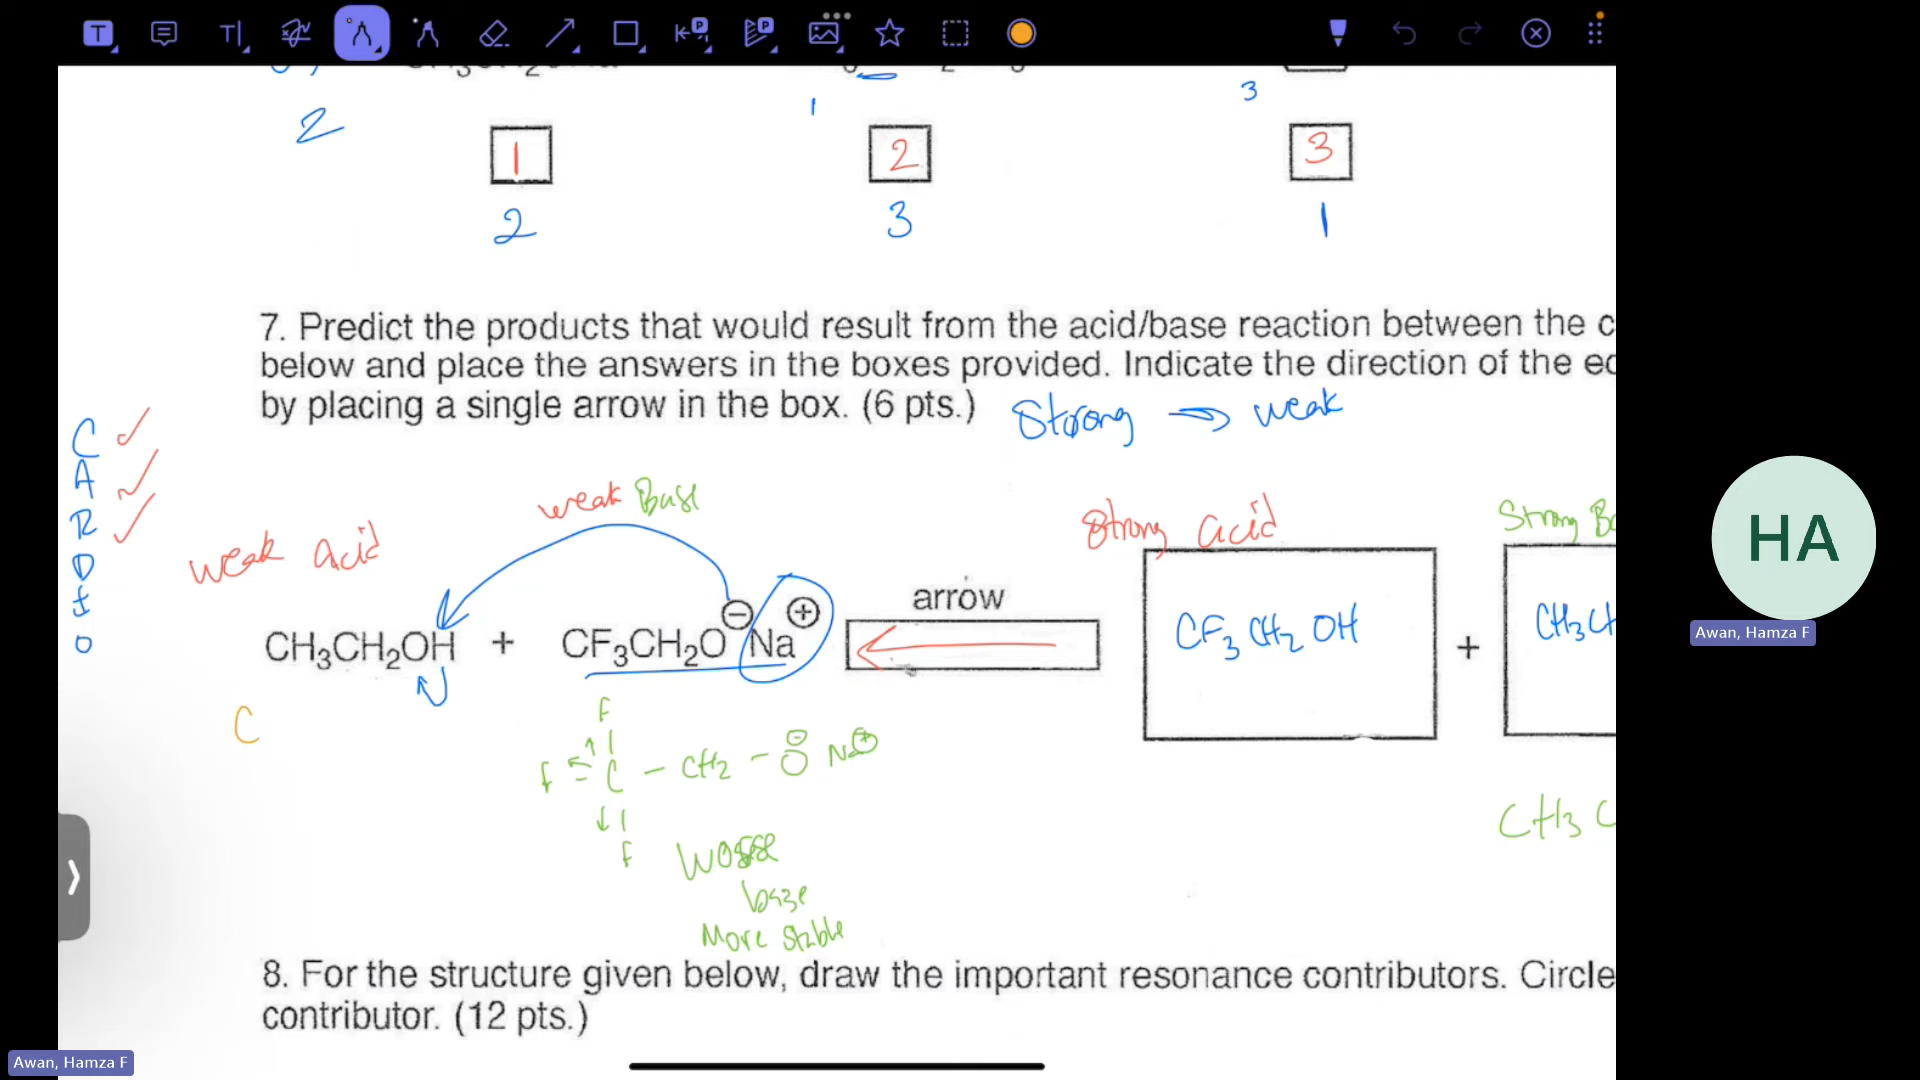 2
1
3
1
2
3
2
3
1
7. Predict the products that would result from the acid/base reaction between the c
below and place the answers in the boxes provided. Indicate the direction of the ec
by placing a single arrow in the box. (6 pts.)
Strong → weak
C ✓
A ✓
R ✓
D
I
O
weak acid
weak Base
Strong acid
Strong Ba
CH₃CH₂OH + CF₃CH₂O⊖ Na⊕
arrow
←
CF₃ CH₂ OH
+
CH₃CH
C
F
F = C – CH₂ – O⊖ Na⊕
F
base
More stable
CH₃ C
8. For the structure given below, draw the important resonance contributors. Circle
contributor. (12 pts.)
HA
Awan, Hamza F
Awan, Hamza F